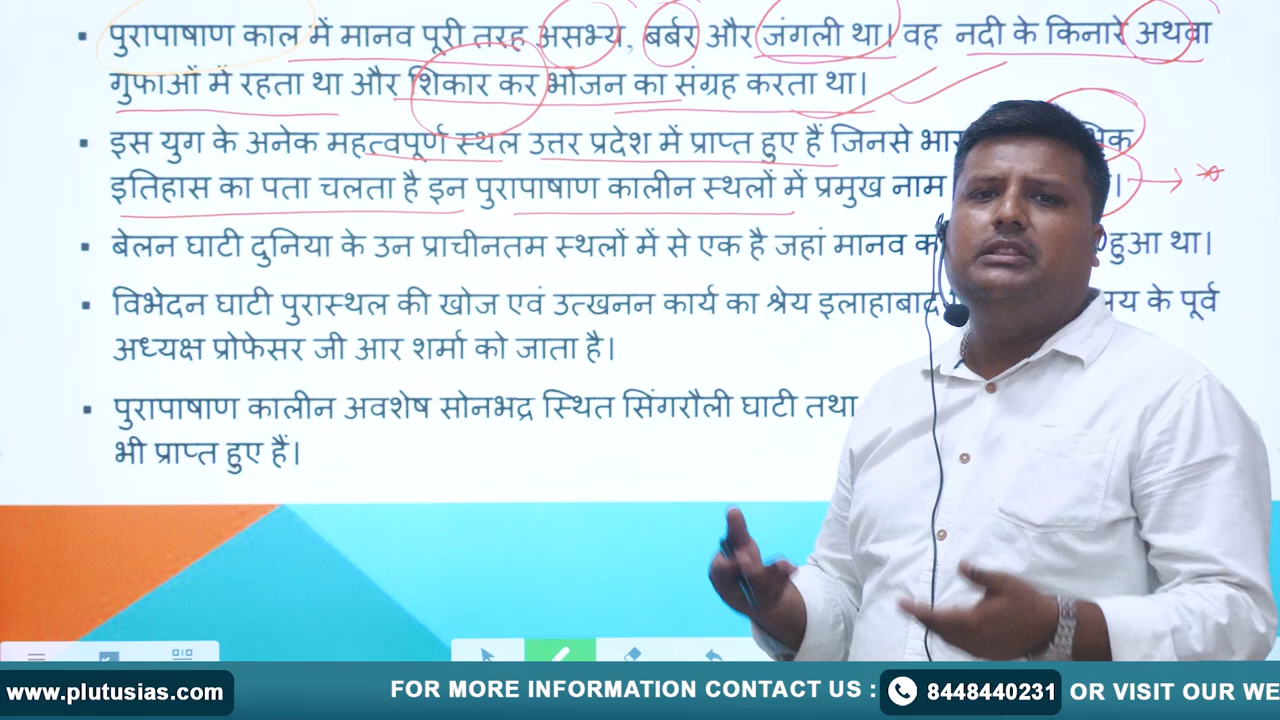 पुरापाषाण काल में मानव पूरी तरह असभ्य, बर्बर और जंगली था। वह नदी के किनारे अथवा
गुफाओं में रहता था और शिकार कर भोजन का संग्रह करता था।
इस युग के अनेक महत्वपूर्ण स्थल उत्तर प्रदेश में प्राप्त हुए हैं जिनसे
इतिहास का पता चलता है इन पुरापाषाण कालीन स्थलों में प्रमुख नाम
बेलन घाटी दुनिया के उन प्राचीनतम स्थलों में से एक है जहां मानव हुआ था।
विभेदन घाटी पुरास्थल की खोज एवं उत्खनन कार्य का श्रेय इलाहाबाद के पूर्व
अध्यक्ष प्रोफेसर जी आर शर्मा को जाता है।
पुरापाषाण कालीन अवशेष सोनभद्र स्थित सिंगरौली घाटी तथा
भी प्राप्त हुए हैं।
www.plutusias.com FOR MORE INFORMATION CONTACT US : 8448440231 OR VISIT OUR WE